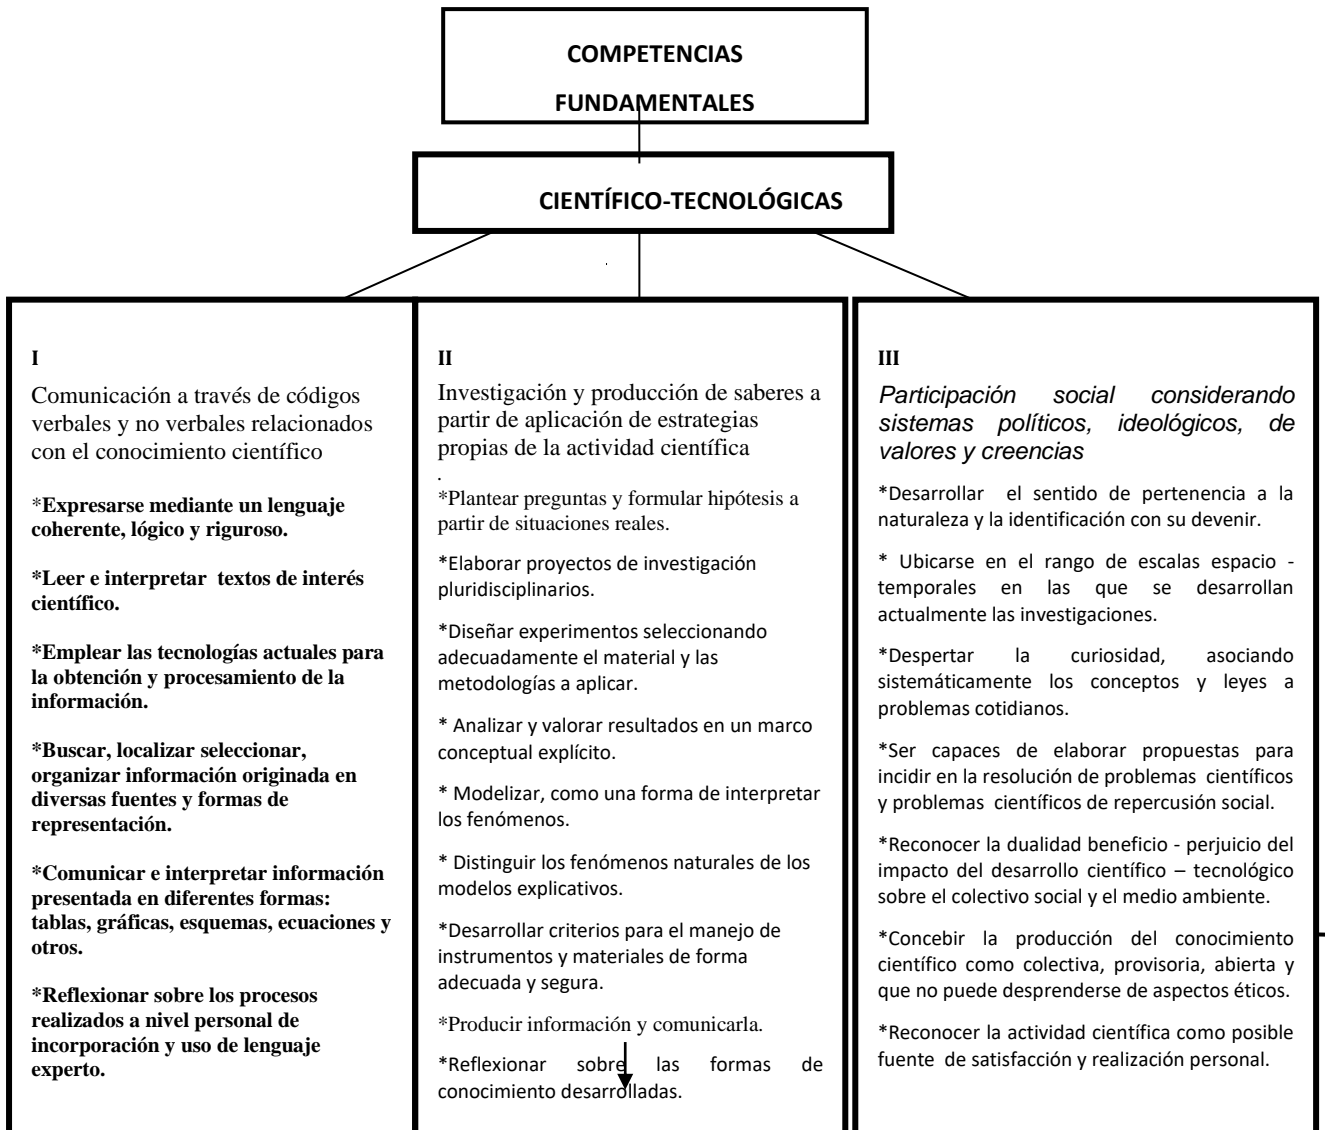 COMPETENCIAS
FUNDAMENTALES
CIENTÍFICO-TECNOLÓGICAS
I
Comunicación a través de códigos
verbales y no verbales relacionados
con el conocimiento científico
*Expresarse mediante un lenguaje
coherente, lógico y riguroso.
*Leer e interpretar textos de interés
científico.
*Emplear las tecnologías actuales para
la obtención y procesamiento de la
información.
*Buscar, localizar seleccionar,
organizar información originada en
diversas fuentes y formas de
representación.
*Comunicar e interpretar información
presentada en diferentes formas:
tablas, gráficas, esquemas, ecuaciones y
otros.
*Reflexionar sobre los procesos
realizados a nivel personal de
incorporación y uso de lenguaje
experto.
II
Investigación y producción de saberes a
partir de aplicación de estrategias
propias de la actividad científica
.
*Plantear preguntas y formular hipótesis a
partir de situaciones reales.
*Elaborar proyectos de investigación
pluridisciplinarios.
*Diseñar experimentos seleccionando
adecuadamente el material y las
metodologías a aplicar.
* Analizar y valorar resultados en un marco
conceptual explícito.
* Modelizar, como una forma de interpretar
los fenómenos.
* Distinguir los fenómenos naturales de los
modelos explicativos.
*Desarrollar criterios para el manejo de
instrumentos y materiales de forma
adecuada y segura.
*Producir información y comunicarla.
*Reflexionar sobre las formas de
conocimiento desarrolladas.
III
Participación social considerando
sistemas políticos, ideológicos, de
valores y creencias
*Desarrollar el sentido de pertenencia a la
naturaleza y la identificación con su devenir.
* Ubicarse en el rango de escalas espacio -
temporales en las que se desarrollan
actualmente las investigaciones.
*Despertar la curiosidad, asociando
sistemáticamente los conceptos y leyes a
problemas cotidianos.
*Ser capaces de elaborar propuestas para
incidir en la resolución de problemas científicos
y problemas científicos de repercusión social.
*Reconocer la dualidad beneficio - perjuicio del
impacto del desarrollo científico – tecnológico
sobre el colectivo social y el medio ambiente.
*Concebir la producción del conocimiento
científico como colectiva, provisoria, abierta y
que no puede desprenderse de aspectos éticos.
*Reconocer la actividad científica como posible
fuente de satisfacción y realización personal.